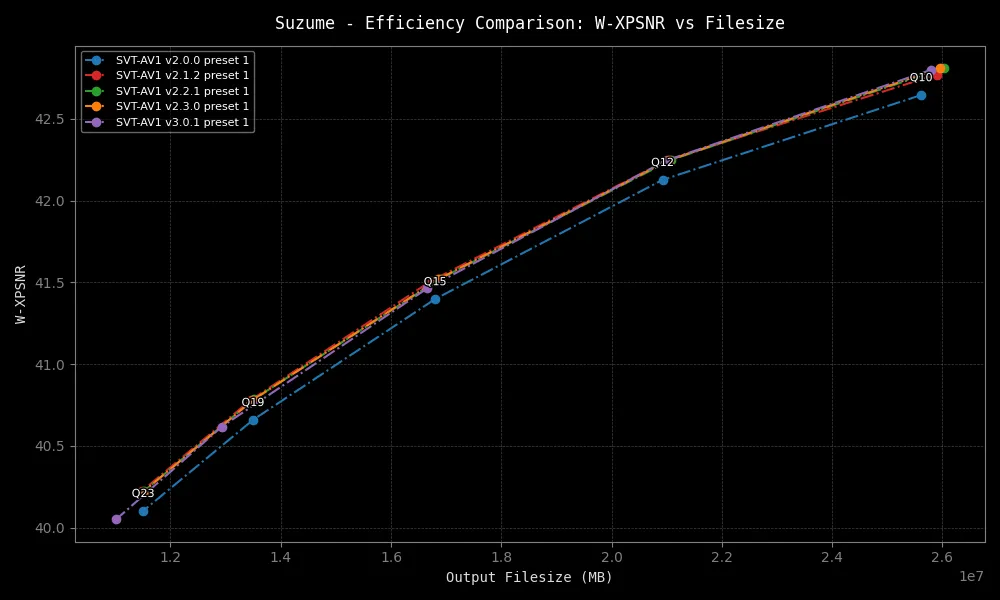 Suzume - Efficiency Comparison: W-XPSNR vs Filesize
SVT-AV1 v2.0.0 preset 1
SVT-AV1 v2.1.2 preset 1
SVT-AV1 v2.2.1 preset 1
SVT-AV1 v2.3.0 preset 1
SVT-AV1 v3.0.1 preset 1
Q10
42.5
Q12
42.0
Q15
41.5
W-XPSNR
41.0
Q19
40.5
Q23
40.0
1.2 1.4 1.6 1.8 2.0 2.2 2.4 2.6
1e7
Output Filesize (MB)